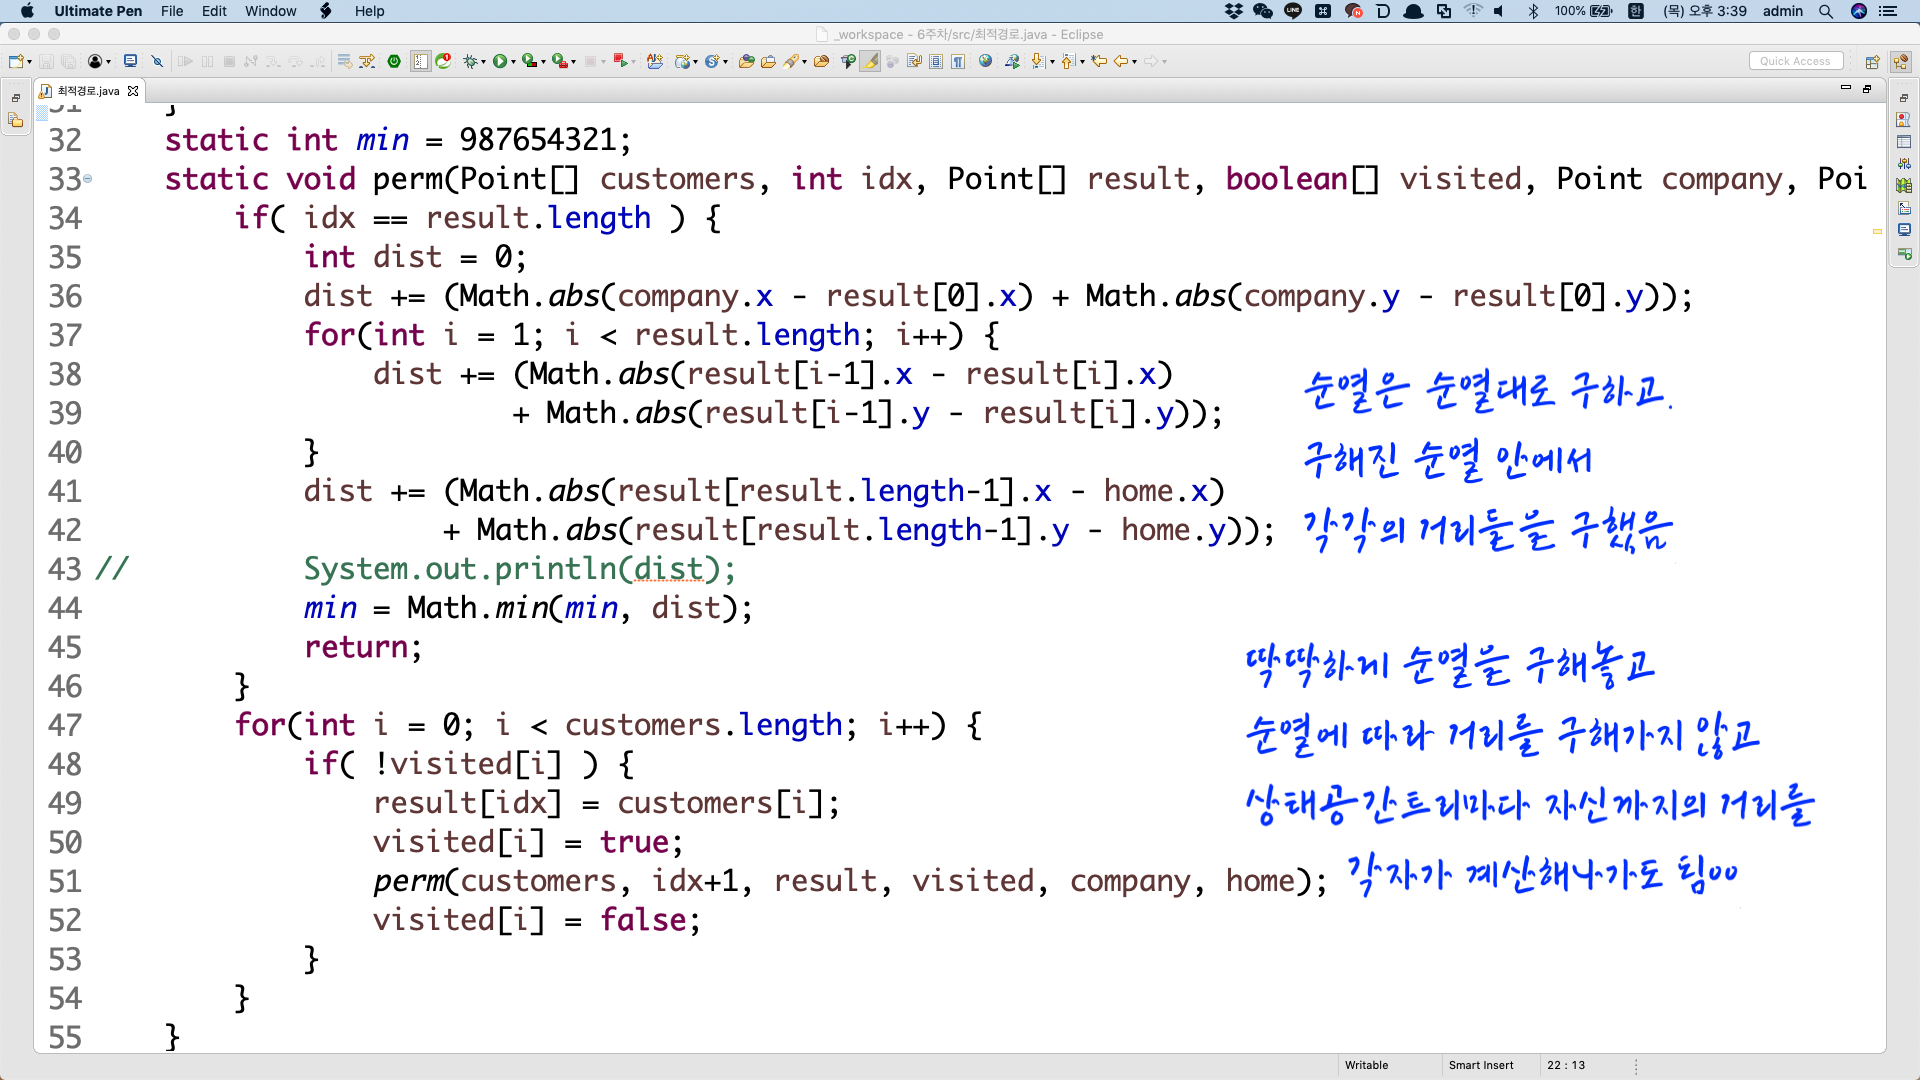 Ultimate Pen File Edit Window Help 100% (목) 오후 3:39 admin
_workspace - 6주차/src/최적경로.java - Eclipse
Quick Access
최적경로.java
31 }
32 static int min = 987654321;
33 static void perm(Point[] customers, int idx, Point[] result, boolean[] visited, Point company, Poi
34 if( idx == result.length ) {
35 int dist = 0;
36 dist += (Math.abs(company.x - result[0].x) + Math.abs(company.y - result[0].y));
37 for(int i = 1; i < result.length; i++) {
38 dist += (Math.abs(result[i-1].x - result[i].x)
39 + Math.abs(result[i-1].y - result[i].y));
40 }
41 dist += (Math.abs(result[result.length-1].x - home.x)
42 + Math.abs(result[result.length-1].y - home.y));
43 // System.out.println(dist);
44 min = Math.min(min, dist);
45 return;
46 }
47 for(int i = 0; i < customers.length; i++) {
48 if( !visited[i] ) {
49 result[idx] = customers[i];
50 visited[i] = true;
51 perm(customers, idx+1, result, visited, company, home);
52 visited[i] = false;
53 }
54 }
55 }
순열은 순열대로 구하고.
구해진 순열 안에서
각각의 거리들을 구했음
딱딱하게 순열을 구해놓고
순열에 따라 거리를 구해가지 않고
상태공간트리마다 자신까지의 거리를
각자가 계산해나가도 됨oo
Writable Smart Insert 22 : 13